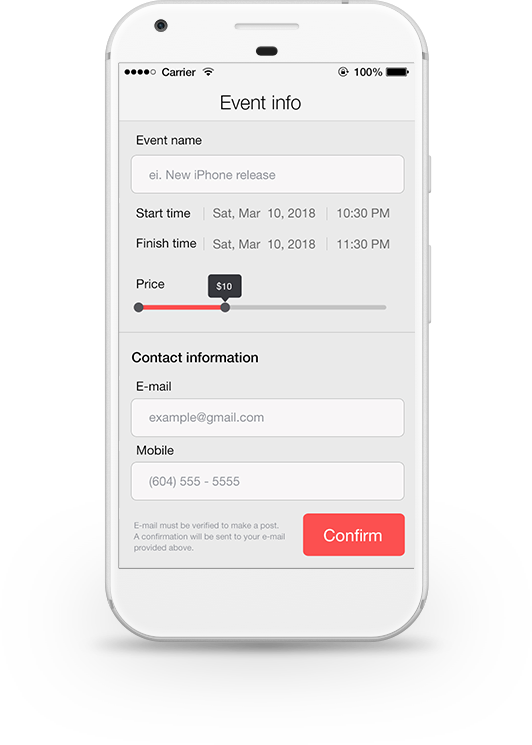 Carrier 100%
Event info
Event name
ei. New iPhone release
Start time Sat, Mar 10, 2018 10:30 PM
Finish time Sat, Mar 10, 2018 11:30 PM
Price $10
Contact information
E-mail
example@gmail.com
Mobile
(604) 555 - 5555
E-mail must be verified to make a post.
A confirmation will be sent to your e-mail
provided above.
Confirm